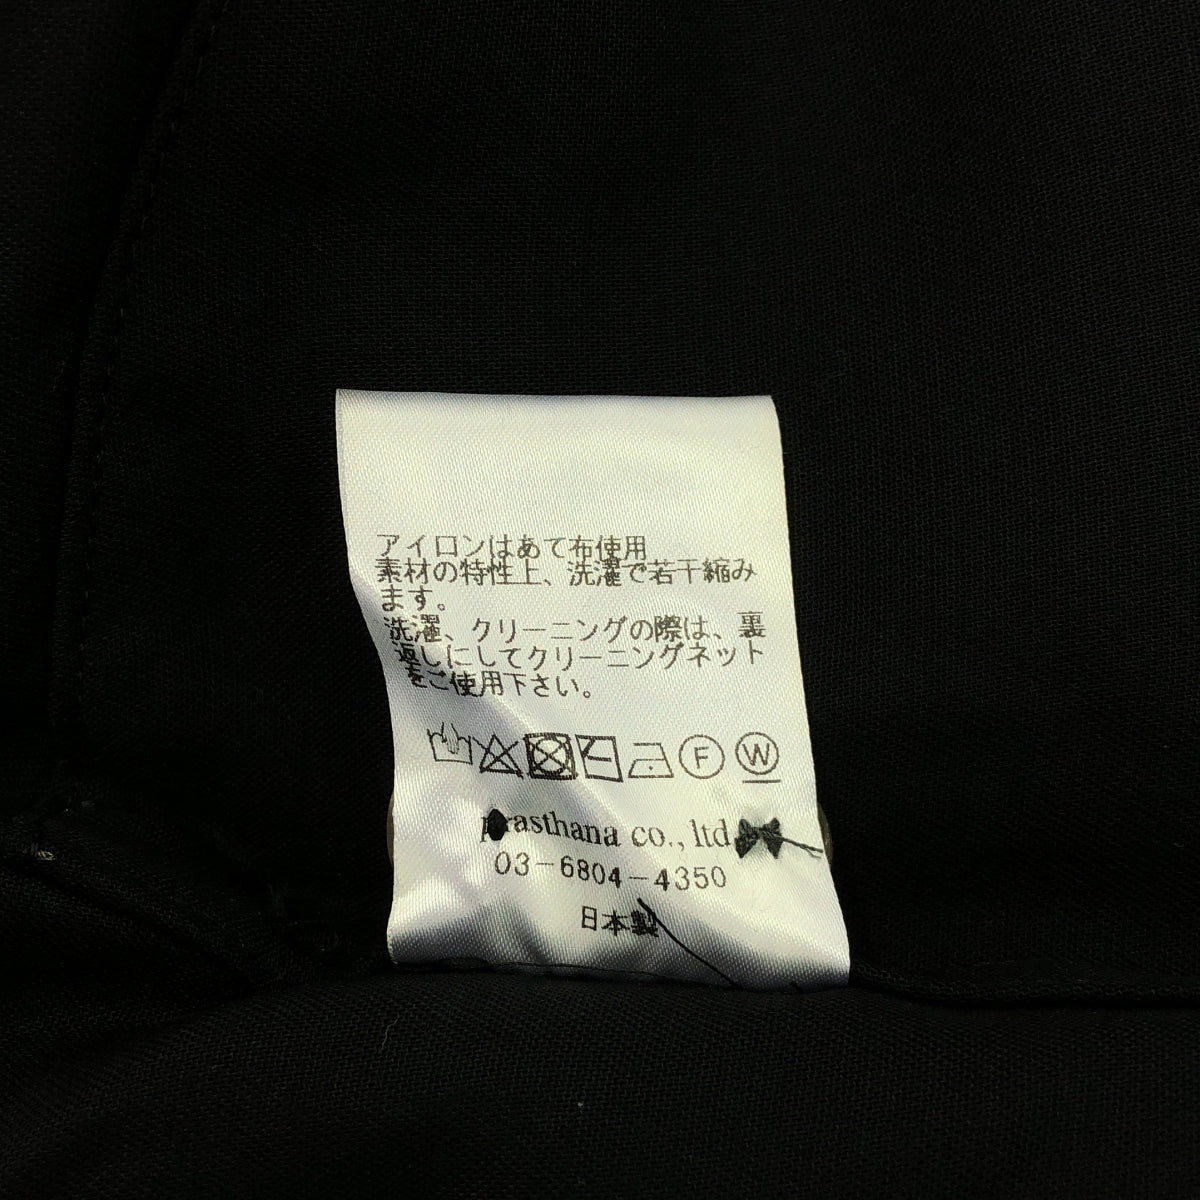 アイロンはあて布使用
素材の特性上、洗濯で若干縮み
ます。
洗濯、クリーニングの際は、裏
返しにしてクリーニングネット
をご使用下さい。
F W
prasthana co., ltd
03-6804-4350
日本製